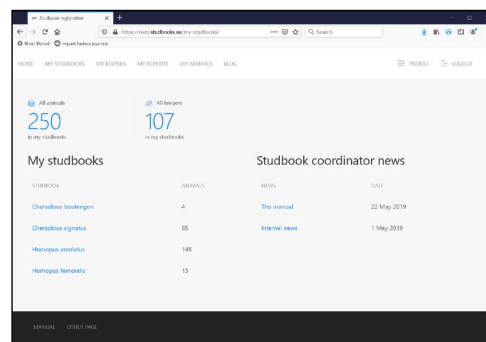 Studbook registration
https://herp.studbooks.eu/my-studbooks/
Search
Most Visited Impact factors journals
HOME MY STUDBOOKS MY KEEPERS MY REPORTS MY ANIMALS BLOG PROFILE LOGOUT
All animals All keepers
250 107
in my studbooks in my studbooks
My studbooks Studbook coordinator news
STUDBOOK ANIMALS NEWS DATE
Chersobius boulengeri 4 The manual 22 May 2019
Chersobius signatus 85 Internal news 1 May 2019
Homopus areolatus 148
Homopus femoralis 13
MANUAL OTHER PAGE